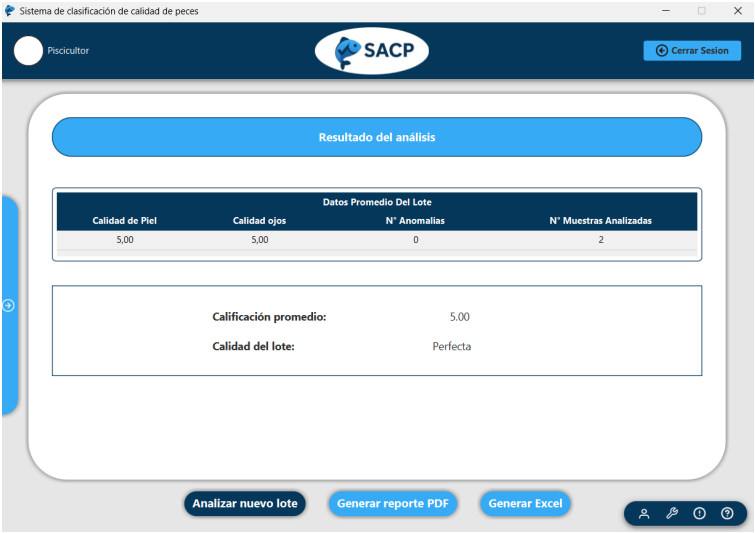 Sistema de clasificación de calidad de peces
Piscicultor
SACP
Cerrar Sesion
Resultado del análisis
Datos Promedio Del Lote
Calidad de Piel Calidad ojos N° Anomalias N° Muestras Analizadas
5,00 5,00 0 2
Calificación promedio: 5.00
Calidad del lote: Perfecta
Analizar nuevo lote Generar reporte PDF Generar Excel